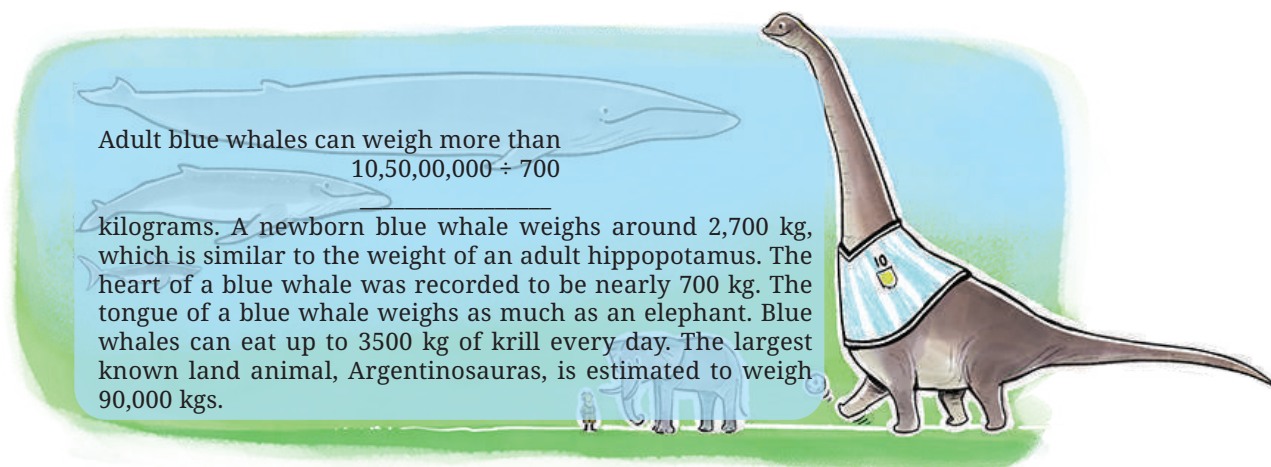 Adult blue whales can weigh more than
10,50,00,000 ÷ 700
_________________
kilograms. A newborn blue whale weighs around 2,700 kg,
which is similar to the weight of an adult hippopotamus. The
heart of a blue whale was recorded to be nearly 700 kg. The
tongue of a blue whale weighs as much as an elephant. Blue
whales can eat up to 3500 kg of krill every day. The largest
known land animal, Argentinosauras, is estimated to weigh
90,000 kgs.
10